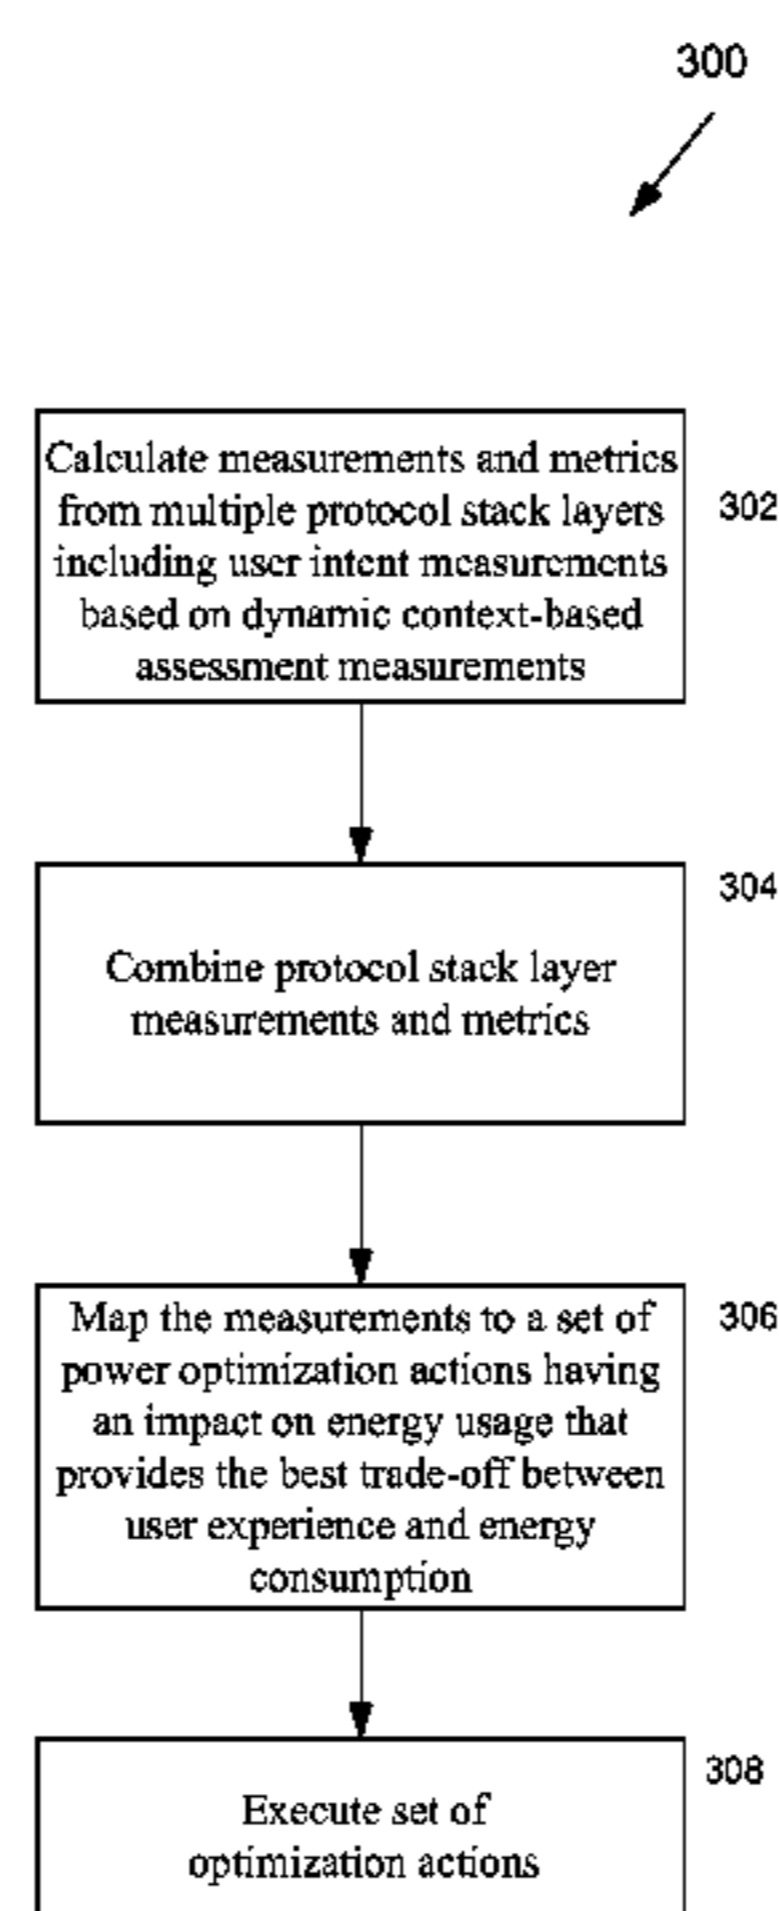 300
Calculate measurements and metrics
from multiple protocol stack layers
including user intent measurements
based on dynamic context-based
assessment measurements
302
304
Combine protocol stack layer
measurements and metrics
Map the measurements to a set of
power optimization actions having
an impact on energy usage that
provides the best trade-off between
user experience and energy
consumption
306
308
Execute set of
optimization actions